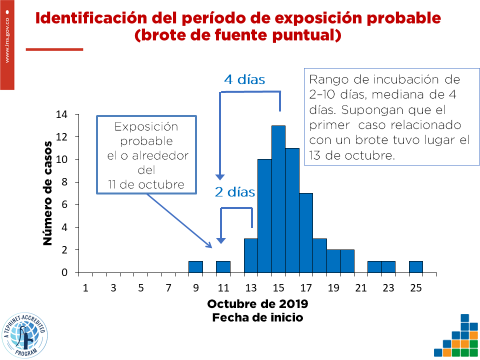 www.ins.gov.co
Identificación del período de exposición probable
(brote de fuente puntual)
4 días
Rango de incubación de
2–10 días, mediana de 4
días. Supongan que el
primer caso relacionado
con un brote tuvo lugar el
13 de octubre.
Exposición
probable
el o alrededor
del
11 de octubre
2 días
Número de casos
14
12
10
8
6
4
2
0
1 3 5 7 9 11 13 15 17 19 21 23 25
Octubre de 2019
Fecha de inicio
A TEPHINET ACCREDITED
PROGRAM